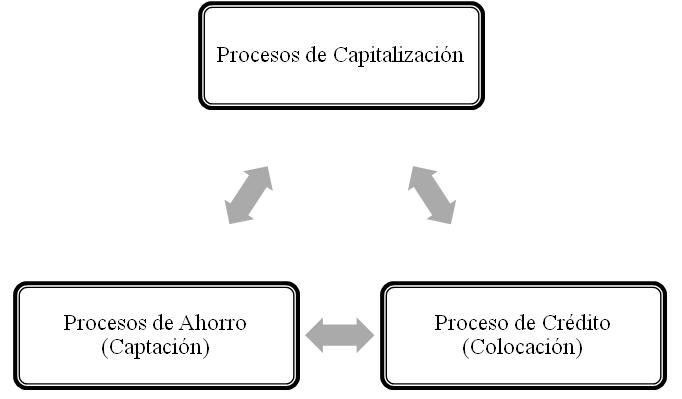 Procesos de Capitalización
Procesos de Ahorro
(Captación)
Proceso de Crédito
(Colocación)